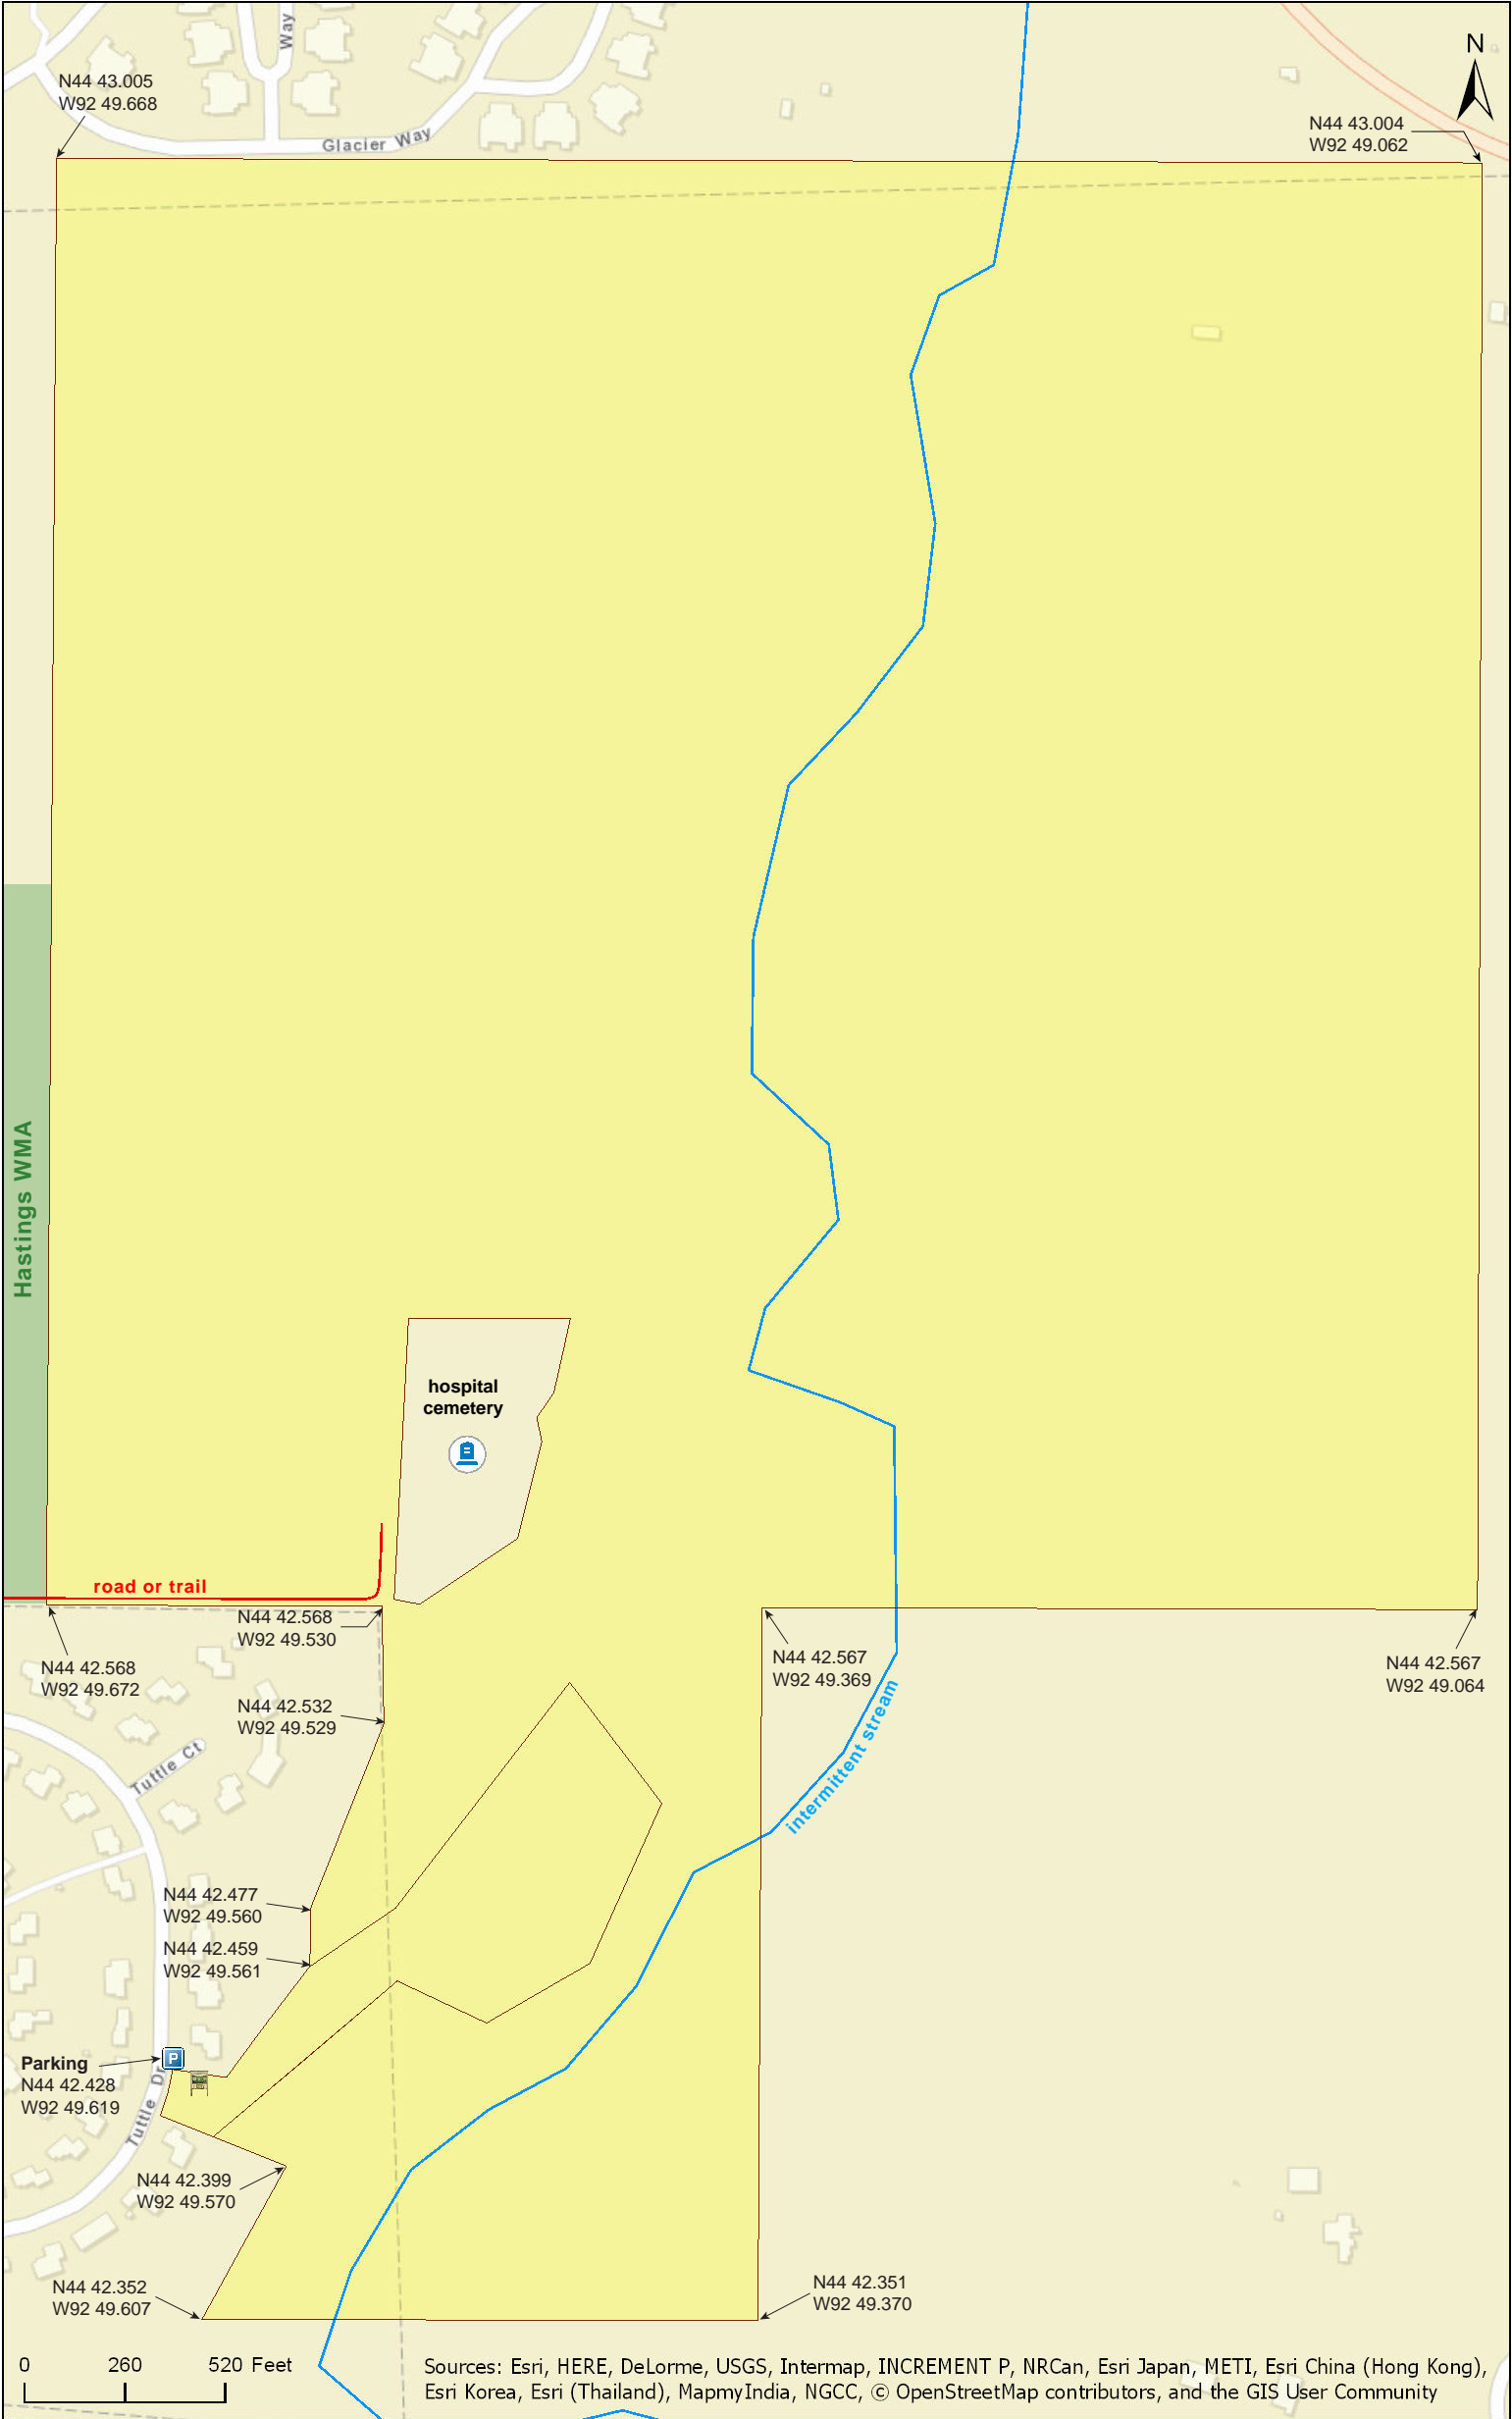 Way
N44 43.005
W92 49.668
N
N44 43.004
W92 49.062
Glacier Way
Hastings WMA
hospital
cemetery
road or trail
N44 42.568
W92 49.530
N44 42.568
W92 49.672
N44 42.567
W92 49.369
N44 42.567
W92 49.064
N44 42.532
W92 49.529
intermittent stream
Tuttle Ct
N44 42.477
W92 49.560
N44 42.459
W92 49.561
P
Parking
N44 42.428
W92 49.619
Tuttle Dr
N44 42.399
W92 49.570
N44 42.352
W92 49.607
N44 42.351
W92 49.370
0 260 520 Feet
Sources: Esri, HERE, DeLorme, USGS, Intermap, INCREMENT P, NRCan, Esri Japan, METI, Esri China (Hong Kong),
Esri Korea, Esri (Thailand), MapmyIndia, NGCC, © OpenStreetMap contributors, and the GIS User Community